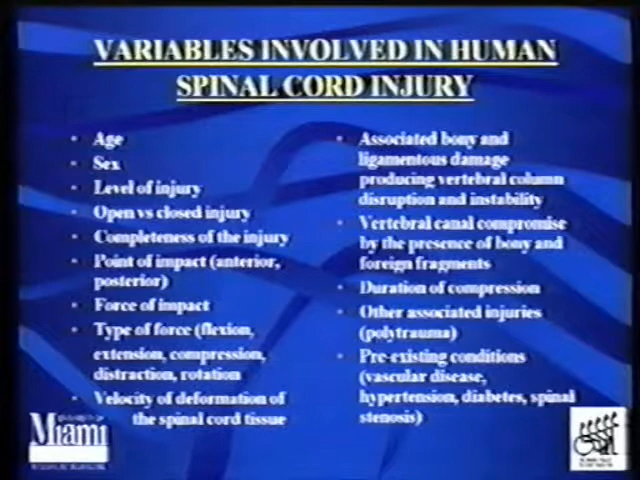 VARIABLES INVOLVED IN HUMAN
SPINAL CORD INJURY
• Age
• Sex
• Level of injury
• Open vs closed injury
• Completeness of the injury
• Point of impact (anterior,
posterior)
• Force of impact
• Type of force (flexion,
extension, compression,
distraction, rotation
• Velocity of deformation of
the spinal cord tissue
• Associated bony and
ligamentous damage
producing vertebral column
disruption and instability
• Vertebral canal compromise
by the presence of bony and
foreign fragments
• Duration of compression
• Other associated injuries
(polytrauma)
• Pre-existing conditions
(vascular disease,
hypertension, diabetes, spinal
stenosis)
Miami